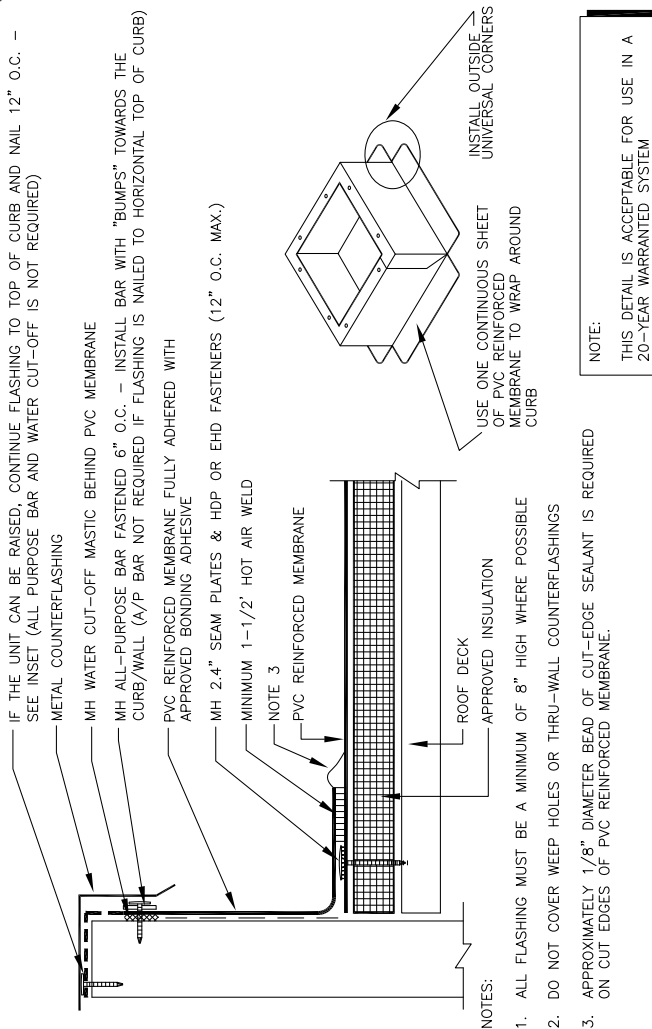 IF THE UNIT CAN BE RAISED, CONTINUE FLASHING TO TOP OF CURB AND NAIL 12" O.C. –
SEE INSET (ALL PURPOSE BAR AND WATER CUT–OFF IS NOT REQUIRED)
METAL COUNTERFLASHING
MH WATER CUT–OFF MASTIC BEHIND PVC MEMBRANE
MH ALL–PURPOSE BAR FASTENED 6" O.C. – INSTALL BAR WITH "BUMPS" TOWARDS THE
CURB/WALL (A/P BAR NOT REQUIRED IF FLASHING IS NAILED TO HORIZONTAL TOP OF CURB)
PVC REINFORCED MEMBRANE FULLY ADHERED WITH
APPROVED BONDING ADHESIVE
MH 2.4" SEAM PLATES & HDP OR EHD FASTENERS (12" O.C. MAX.)
MINIMUM 1–1/2' HOT AIR WELD
NOTE 3
PVC REINFORCED MEMBRANE
ROOF DECK
APPROVED INSULATION
INSTALL OUTSIDE
UNIVERSAL CORNERS
USE ONE CONTINUOUS SHEET
OF PVC REINFORCED
MEMBRANE TO WRAP AROUND
CURB
NOTES:
1. ALL FLASHING MUST BE A MINIMUM OF 8" HIGH WHERE POSSIBLE
2. DO NOT COVER WEEP HOLES OR THRU–WALL COUNTERFLASHINGS
3. APPROXIMATELY 1/8" DIAMETER BEAD OF CUT–EDGE SEALANT IS REQUIRED
ON CUT EDGES OF PVC REINFORCED MEMBRANE.
NOTE:
THIS DETAIL IS ACCEPTABLE FOR USE IN A
20–YEAR WARRANTED SYSTEM